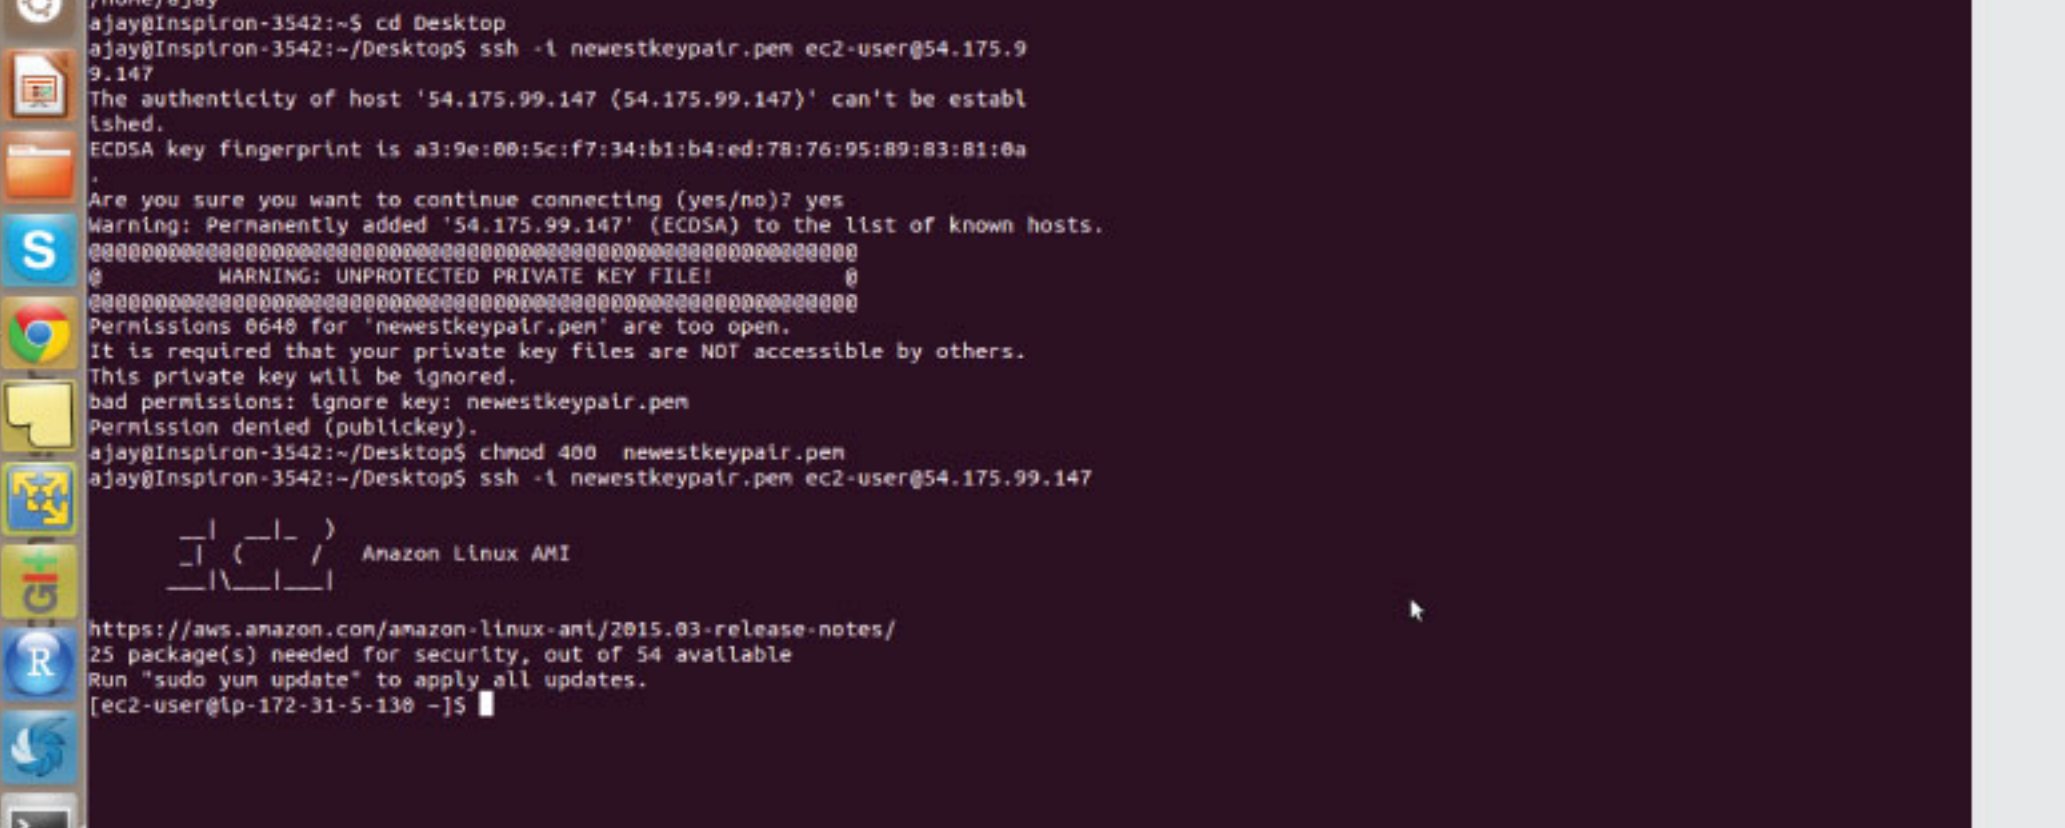 /home/ajay
ajay@Inspiron-3542:~$ cd Desktop
ajay@Inspiron-3542:~/Desktop$ ssh -i newestkeypair.pem ec2-user@54.175.9
9.147
The authenticity of host '54.175.99.147 (54.175.99.147)' can't be establ
ished.
ECDSA key fingerprint is a3:9e:00:5c:f7:34:b1:b4:ed:78:76:95:89:83:81:0a
.
Are you sure you want to continue connecting (yes/no)? yes
Warning: Permanently added '54.175.99.147' (ECDSA) to the list of known hosts.
@@@@@@@@@@@@@@@@@@@@@@@@@@@@@@@@@@@@@@@@@@@@@@@@@@@@@@@@@@@
@         WARNING: UNPROTECTED PRIVATE KEY FILE!          @
@@@@@@@@@@@@@@@@@@@@@@@@@@@@@@@@@@@@@@@@@@@@@@@@@@@@@@@@@@@
Permissions 0640 for 'newestkeypair.pem' are too open.
It is required that your private key files are NOT accessible by others.
This private key will be ignored.
bad permissions: ignore key: newestkeypair.pem
Permission denied (publickey).
ajay@Inspiron-3542:~/Desktop$ chmod 400  newestkeypair.pem
ajay@Inspiron-3542:~/Desktop$ ssh -i newestkeypair.pem ec2-user@54.175.99.147
       __|  __|_  )
       _|  (     /   Amazon Linux AMI
      ___|\___|___|
https://aws.amazon.com/amazon-linux-ami/2015.03-release-notes/
25 package(s) needed for security, out of 54 available
Run "sudo yum update" to apply all updates.
[ec2-user@ip-172-31-5-130 ~]$
S
Git
R